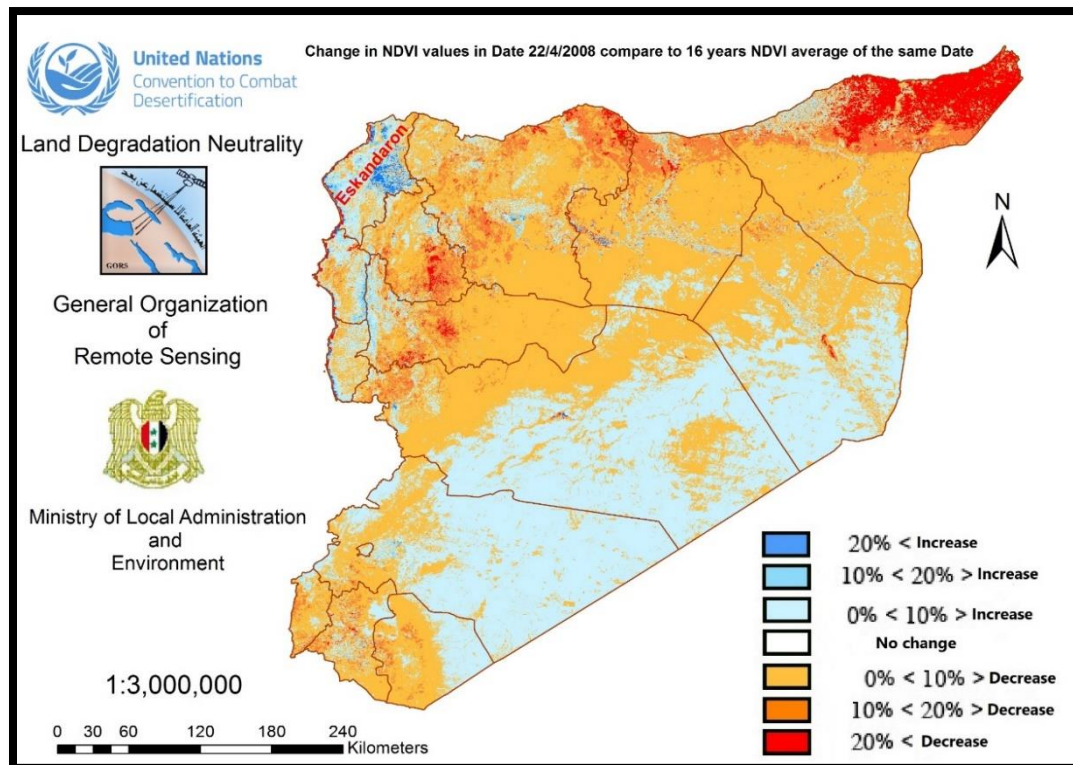 Change in NDVI values in Date 22/4/2008 compare to 16 years NDVI average of the same Date
United Nations
Convention to Combat
Desertification
Land Degradation Neutrality
GORS
General Organization
of
Remote Sensing
Ministry of Local Administration
and
Environment
1:3,000,000
0 30 60 120 180 240
Kilometers
Eskandaron
N
20% < Increase
10% < 20% > Increase
0% < 10% > Increase
No change
0% < 10% > Decrease
10% < 20% > Decrease
20% < Decrease